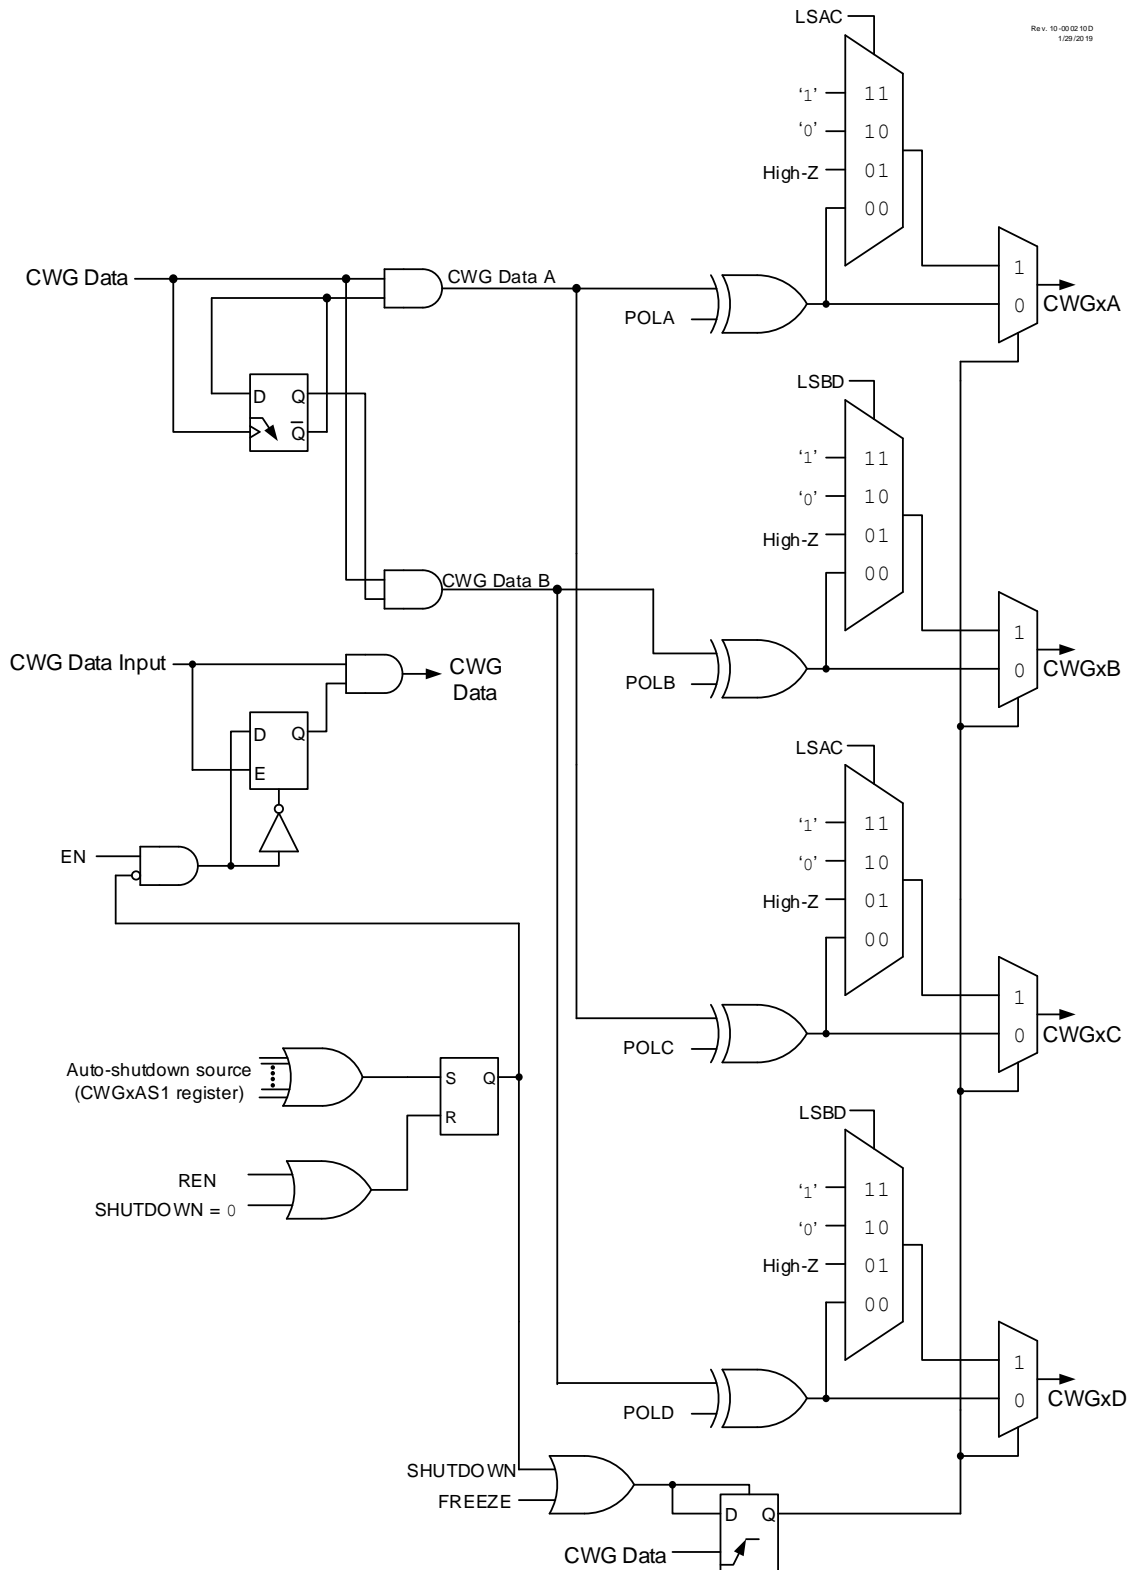 LSAC
Rev. 10-000210D
1/29/2019
'1' 11
'0' 10
High-Z 01
00
CWG Data
CWG Data A
POLA
1
0
CWGxA
D Q
Q
LSBD
'1' 11
'0' 10
High-Z 01
00
CWG Data B
POLB
1
0
CWGxB
CWG Data Input
CWG
Data
D Q
E
EN
LSAC
'1' 11
'0' 10
High-Z 01
00
POLC
1
0
CWGxC
Auto-shutdown source
(CWGxAS1 register)
S Q
R
REN
SHUTDOWN = 0
LSBD
'1' 11
'0' 10
High-Z 01
00
POLD
1
0
CWGxD
SHUTDOWN
FREEZE
D Q
CWG Data